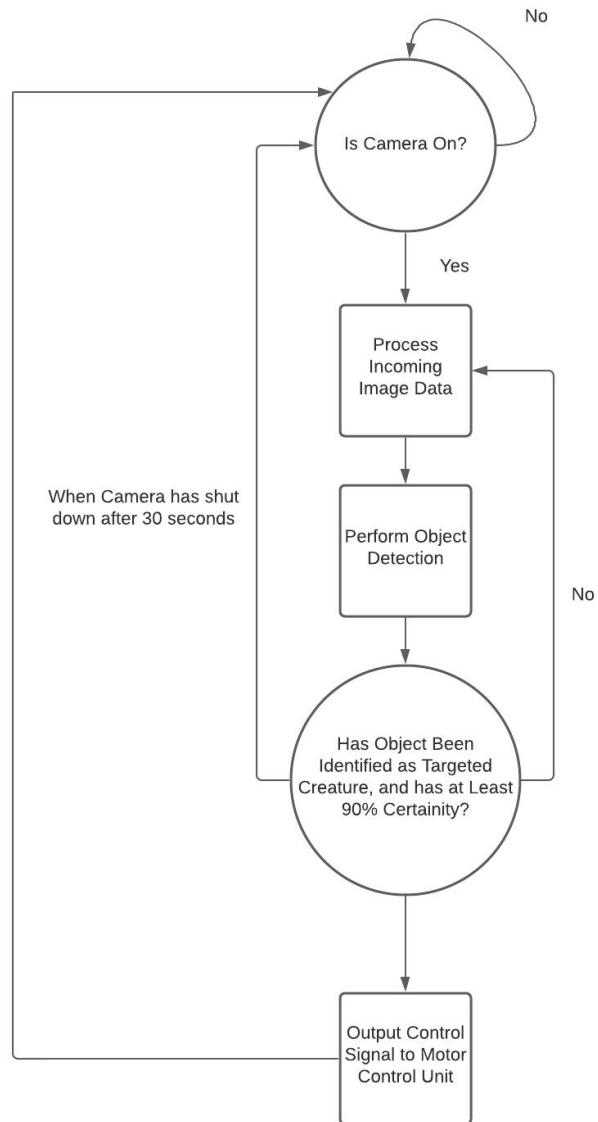 No
Is Camera On?
Yes
Process
Incoming
Image Data
When Camera has shut
down after 30 seconds
Perform Object
Detection
No
Has Object Been
Identified as Targeted
Creature, and has at Least
90% Certainity?
Output Control
Signal to Motor
Control Unit